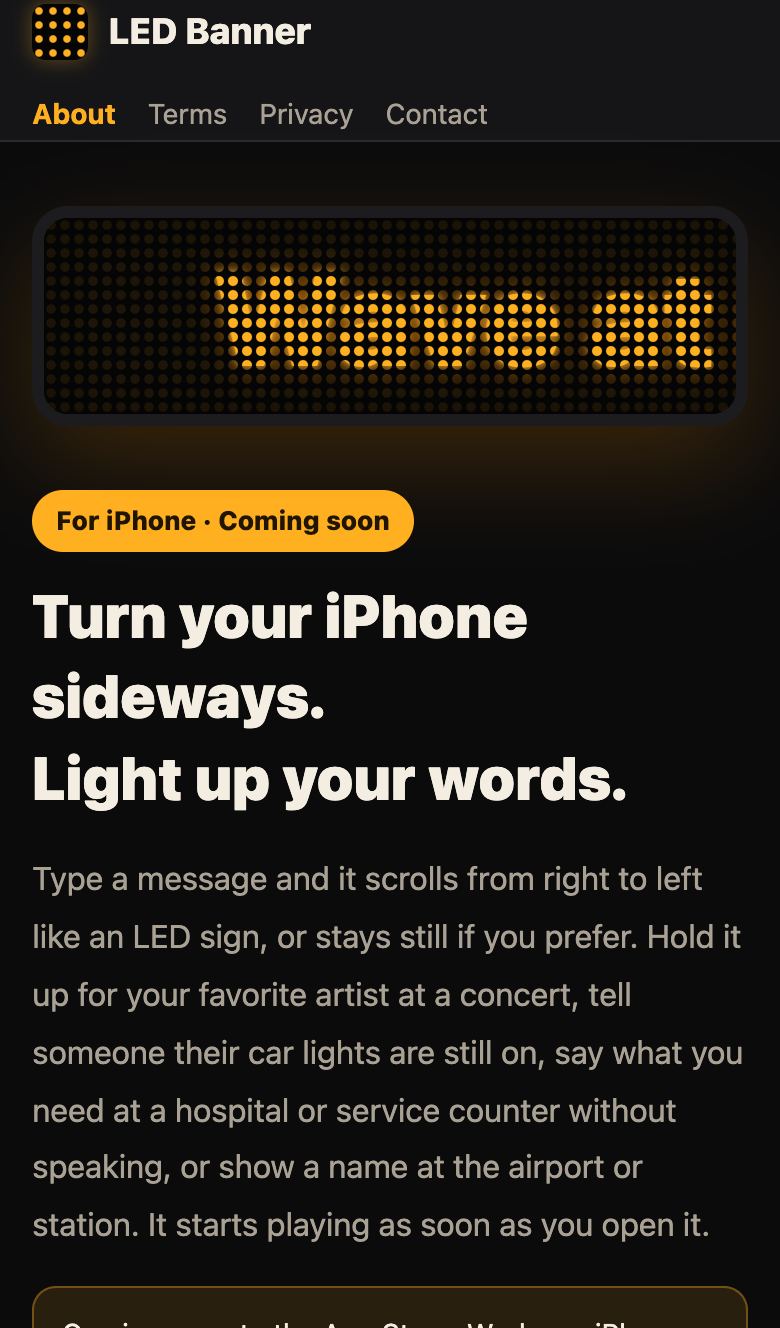 LED Banner
About Terms Privacy Contact
Wave at
For iPhone · Coming soon
Turn your iPhone
sideways.
Light up your words.
Type a message and it scrolls from right to left
like an LED sign, or stays still if you prefer. Hold it
up for your favorite artist at a concert, tell
someone their car lights are still on, say what you
need at a hospital or service counter without
speaking, or show a name at the airport or
station. It starts playing as soon as you open it.